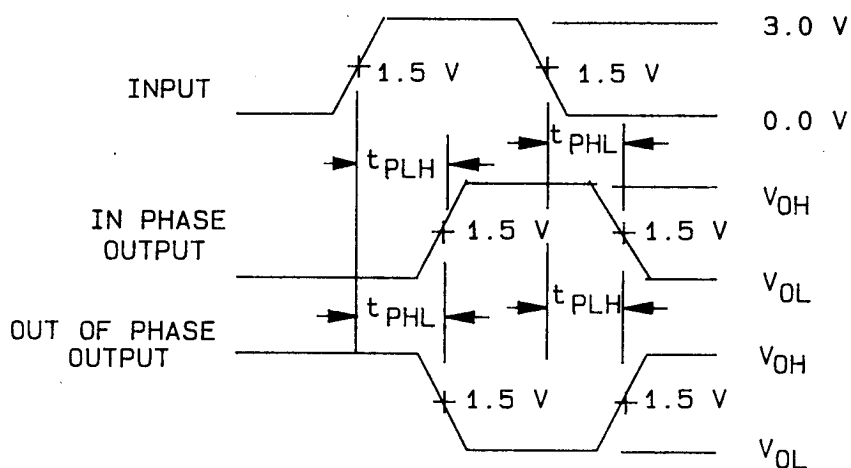 3.0 V
INPUT
1.5 V
1.5 V
0.0 V
tPLH
tPHL
IN PHASE
OUTPUT
1.5 V
1.5 V
VOH
VOL
tPHL
tPLH
OUT OF PHASE
OUTPUT
VOH
1.5 V
1.5 V
VOL